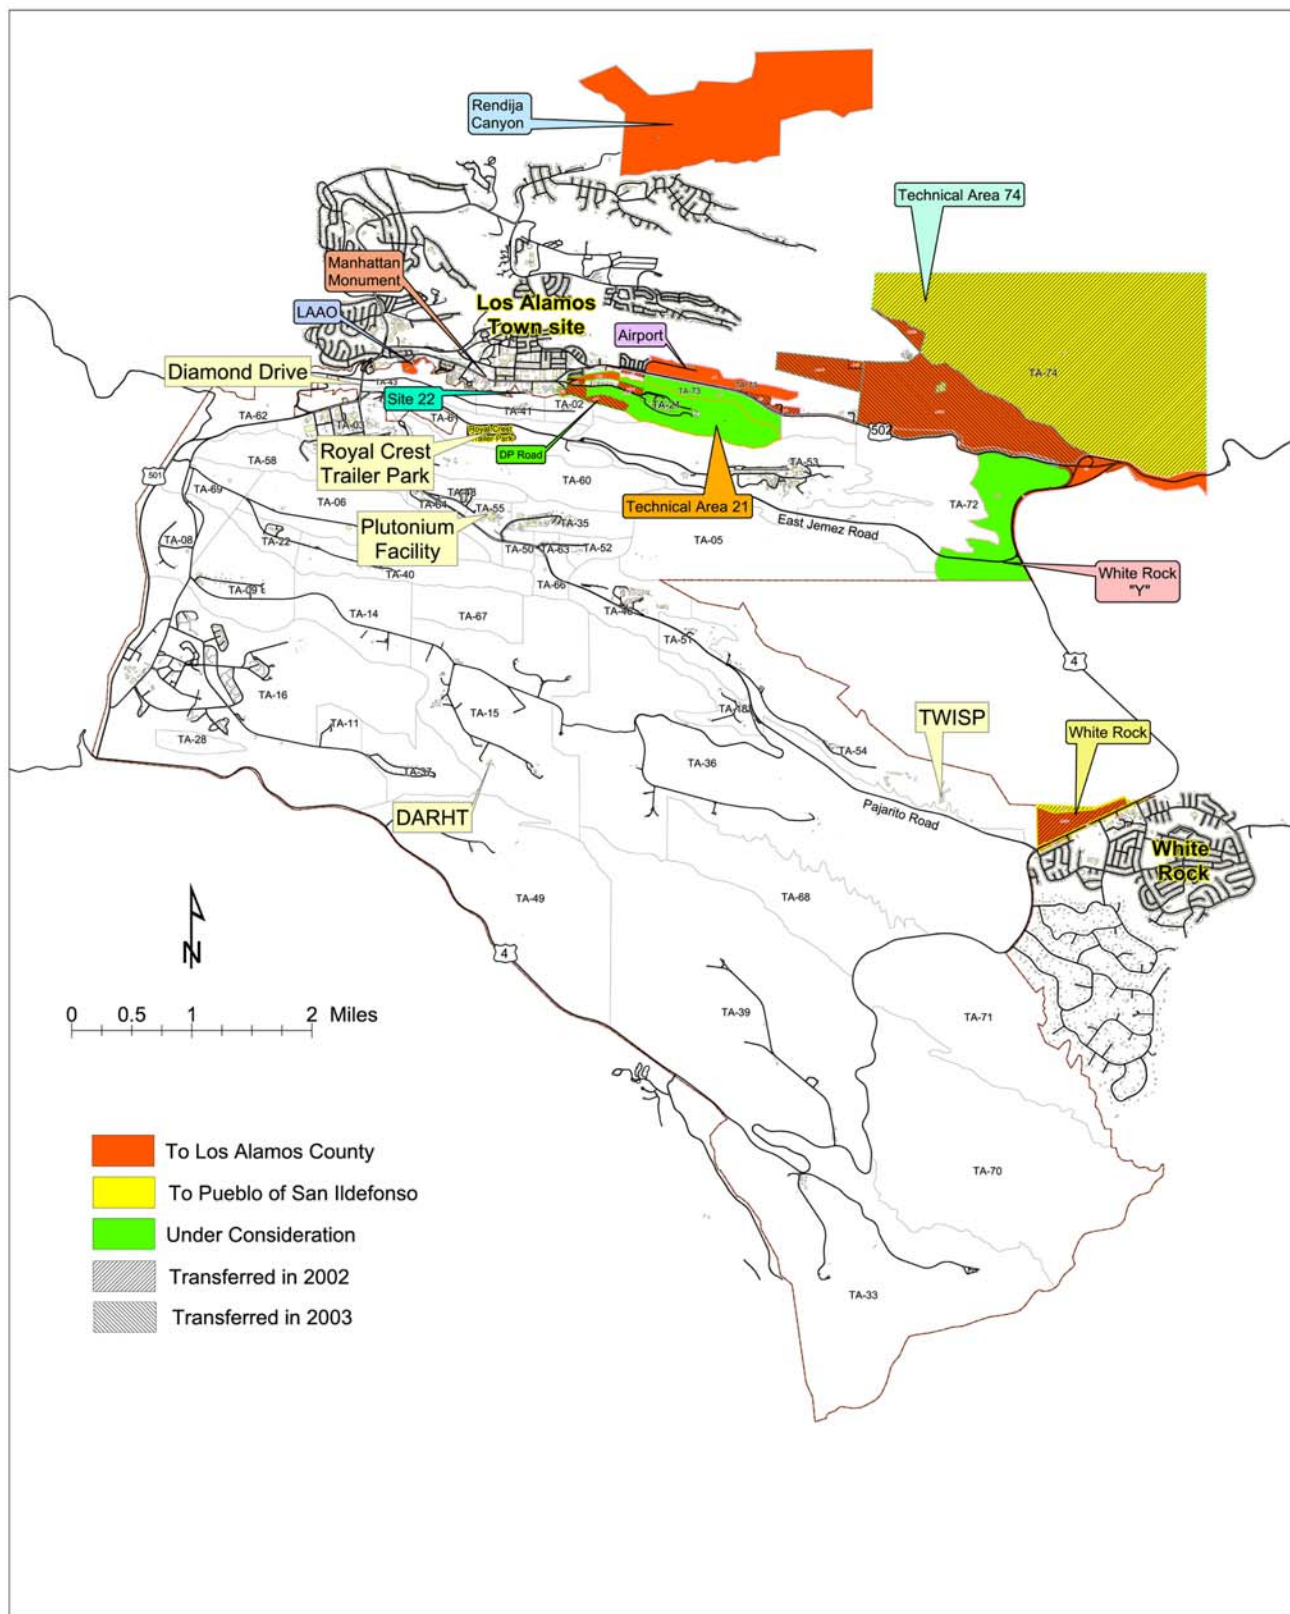 Rendija
Canyon
Technical Area 74
Manhattan
Monument
Los Alamos
Town site
LAAO
Airport
Diamond Drive
TA-43
TA-73
TA-74
Site 22
TA-62
TA-03
TA-61
TA-41
TA-02
TA-21
502
Royal Crest
Trailer Park
Royal Crest
Trailer Park
DP Road
TA-58
TA-53
501
TA-69
TA-06
TA-64
TA-48
TA-55
TA-60
Technical Area 21
TA-72
Plutonium
Facility
TA-35
East Jemez Road
TA-08
TA-22
TA-50
TA-63
TA-52
TA-05
TA-40
TA-66
White Rock
"Y"
TA-09
TA-14
TA-67
TA-46
TA-51
4
TA-16
TA-15
TA-18
TWISP
TA-11
TA-28
TA-54
White Rock
TA-37
TA-36
DARHT
Pajarito Road
White
Rock
TA-49
TA-68
N
4
TA-39
TA-71
0 0.5 1 2 Miles
To Los Alamos County
To Pueblo of San Ildefonso
TA-70
Under Consideration
Transferred in 2002
TA-33
Transferred in 2003